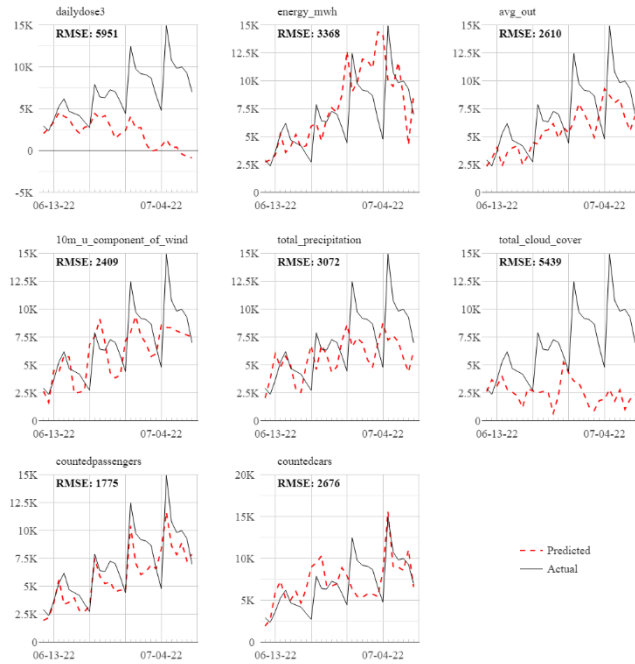 dailydose3
RMSE: 5951
15K
10K
5K
0
-5K
06-13-22
07-04-22
energy_mwh
RMSE: 3368
15K
12.5K
10K
7.5K
5K
2.5K
0
06-13-22
07-04-22
avg_out
RMSE: 2610
15K
12.5K
10K
7.5K
5K
2.5K
0
06-13-22
07-04-22
10m_u_component_of_wind
RMSE: 2409
15K
12.5K
10K
7.5K
5K
2.5K
0
06-13-22
07-04-22
total_precipitation
RMSE: 3072
15K
12.5K
10K
7.5K
5K
2.5K
0
06-13-22
07-04-22
total_cloud_cover
RMSE: 5439
15K
12.5K
10K
7.5K
5K
2.5K
0
06-13-22
07-04-22
countedpassengers
RMSE: 1775
15K
12.5K
10K
7.5K
5K
2.5K
0
06-13-22
07-04-22
countedcars
RMSE: 2676
20K
15K
10K
5K
0
06-13-22
07-04-22
Predicted
Actual